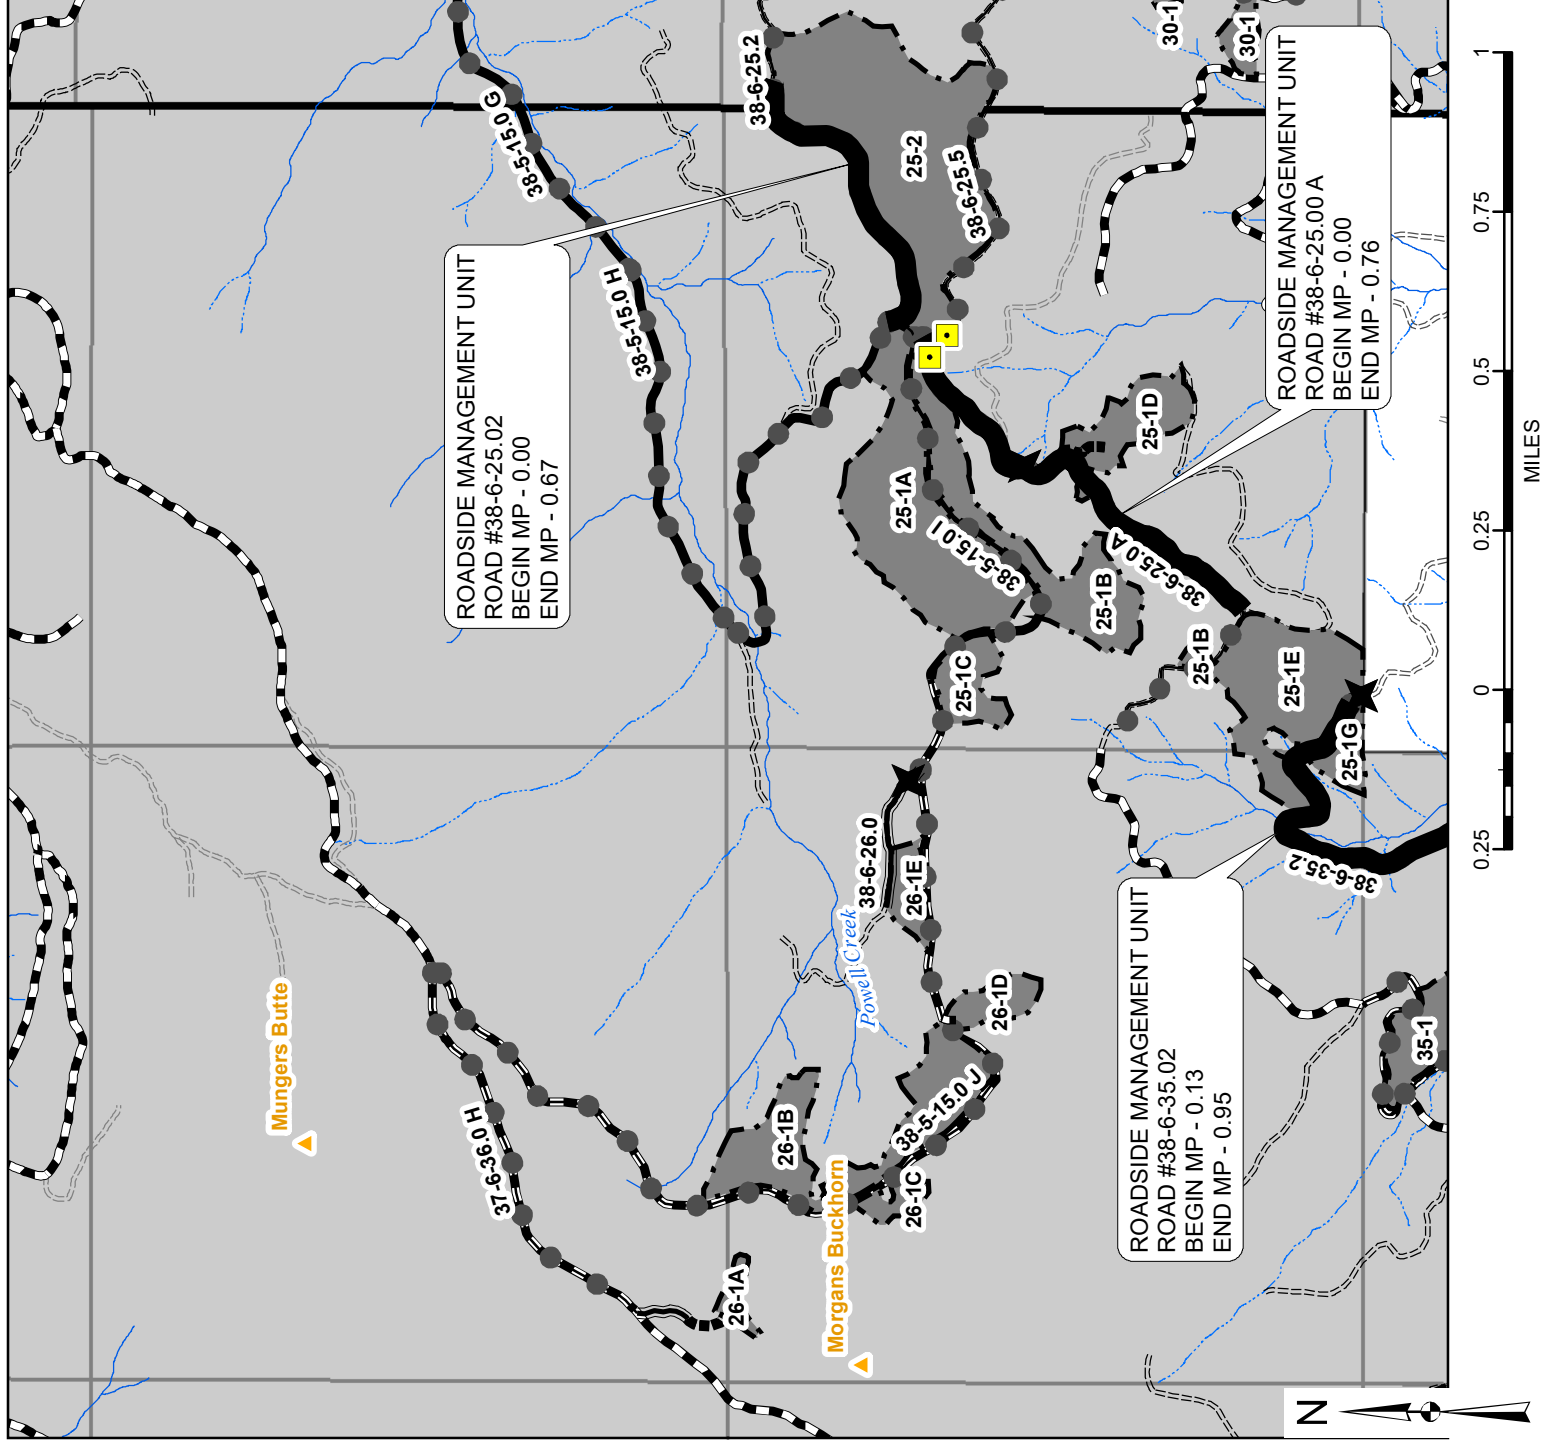 38-5-15.0 G
38-6-25.2
30-1
30-1
25-2
38-6-25.5
ROADSIDE MANAGEMENT UNIT
ROAD #38-6-25.02
BEGIN MP - 0.00
END MP - 0.67
38-5-15.0 H
ROADSIDE MANAGEMENT UNIT
ROAD #38-6-25.00 A
BEGIN MP - 0.00
END MP - 0.76
25-1D
25-1A
38-5-15.0 I
38-6-25.0 A
25-1B
25-1C
25-1B
25-1E
25-1G
38-6-26.0
26-1E
Powell Creek
38-6-35.2
ROADSIDE MANAGEMENT UNIT
ROAD #38-6-35.02
BEGIN MP - 0.13
END MP - 0.95
Mungers Butte
26-1D
35-1
37-6-36.0 H
26-1B
38-5-15.0 J
26-1C
Morgans Buckhorn
26-1A
N
0.25
0
0.25
0.5
0.75
1
MILES